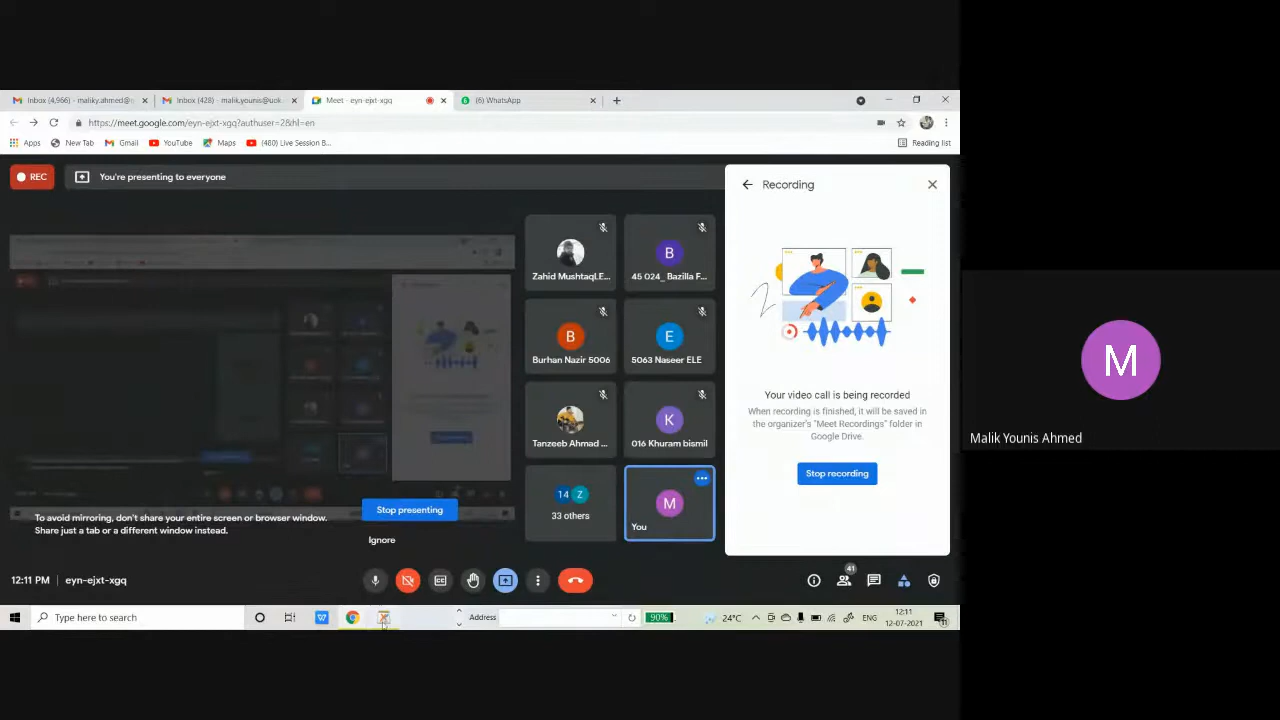 Inbox (4,966) - maliky.ahmed@
Inbox (428) - malik.younis@uok
Meet - eyn-ejxt-xgq
(6) WhatsApp
https://meet.google.com/eyn-ejxt-xgq?authuser=2&hl=en
Apps
New Tab
Gmail
YouTube
Maps
(480) Live Session B...
Reading list
REC
You're presenting to everyone
Recording
Zahid MushtaqLE...
45 024_ Bazilla F...
B
Burhan Nazir 5006
B
5063 Naseer ELE
E
Tanzeeb Ahmad ...
016 Khuram bismil
K
14 Z
33 others
M
You
Your video call is being recorded
When recording is finished, it will be saved in
the organizer's "Meet Recordings" folder in
Google Drive.
Stop recording
To avoid mirroring, don't share your entire screen or browser window.
Share just a tab or a different window instead.
Stop presenting
Ignore
12:11 PM | eyn-ejxt-xgq
41
Type here to search
Address
90%
24°C
ENG
12:11
12-07-2021
M
Malik Younis Ahmed